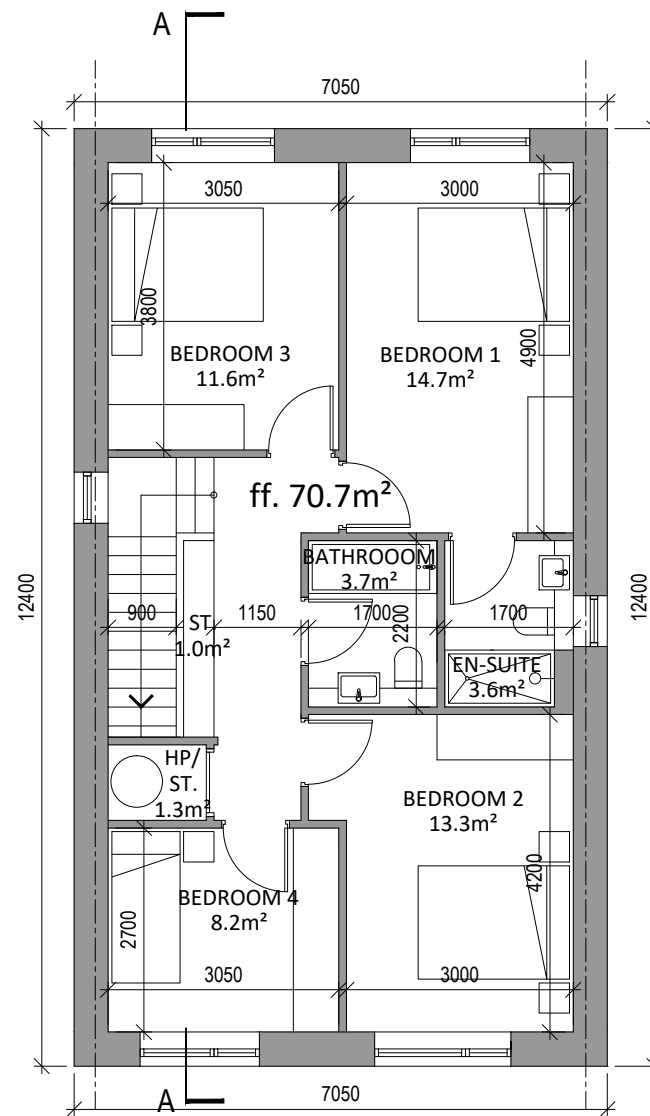 A
7050
3050
3000
3800
4900
BEDROOM 3
11.6m²
BEDROOM 1
14.7m²
ff. 70.7m²
12400
12400
BATHROOOM
3.7m²
900
1150
1700
1700
2200
ST.
1.0m²
EN-SUITE
3.6m²
HP/
ST.
1.3m²
BEDROOM 2
13.3m²
4200
BEDROOM 4
8.2m²
2700
3050
3000
A
7050